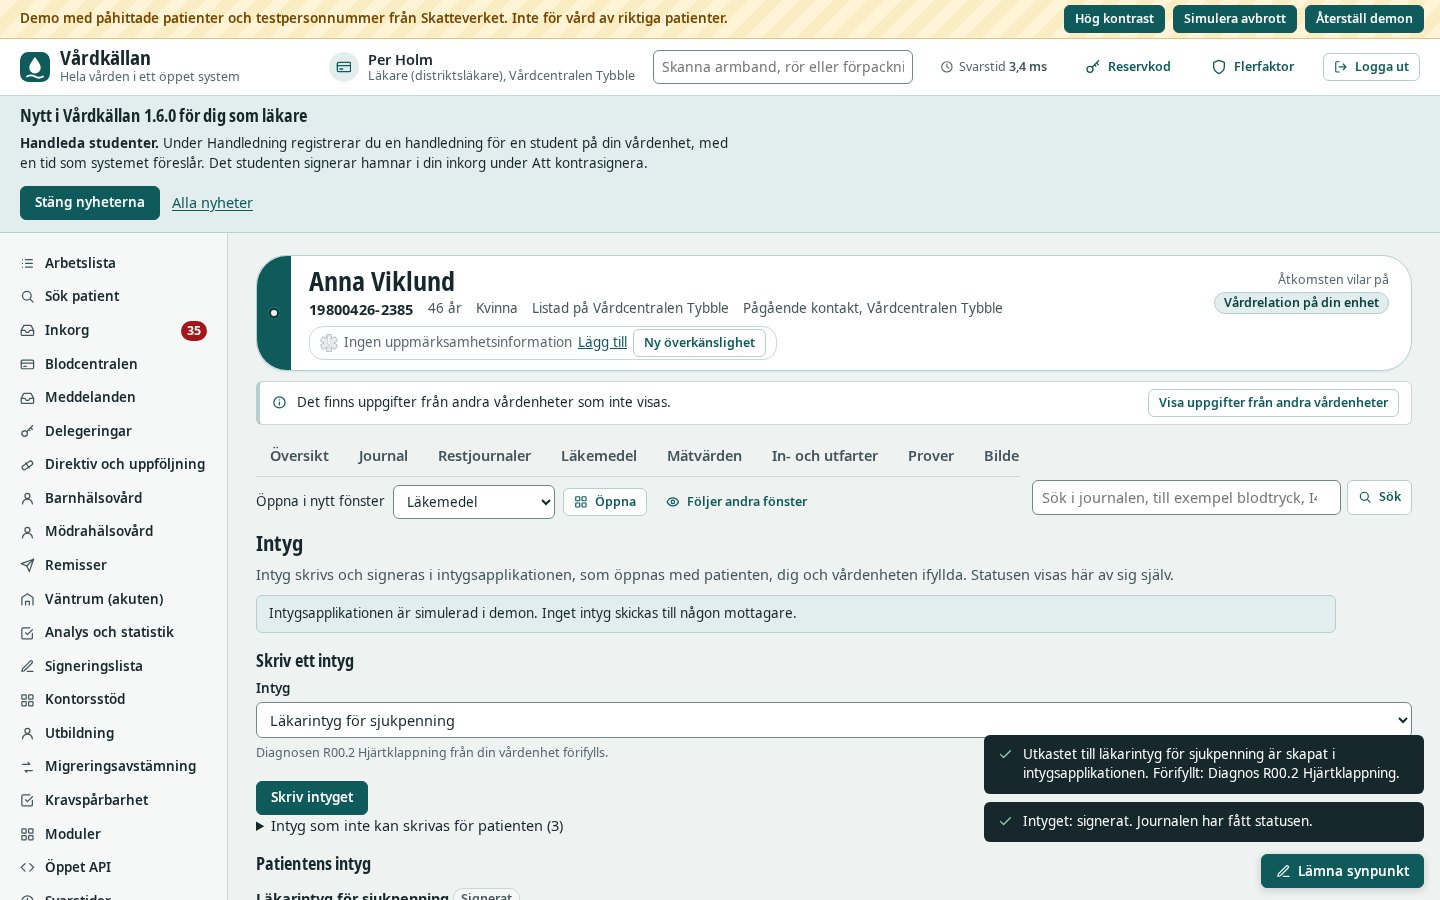 Demo med påhittade patienter och testpersonnummer från Skatteverket. Inte för vård av riktiga patienter.
Hög kontrast
Simulera avbrott
Återställ demon
Vårdkällan
Hela vården i ett öppet system
Per Holm
Läkare (distriktsläkare), Vårdcentralen Tybble
Skanna armband, rör eller förpackni
Svarstid 3,4 ms
Reservkod
Flerfaktor
Logga ut
Nytt i Vårdkällan 1.6.0 för dig som läkare
Handleda studenter. Under Handledning registrerar du en handledning för en student på din vårdenhet, med
en tid som systemet föreslår. Det studenten signerar hamnar i din inkorg under Att kontrasignera.
Stäng nyheterna
Alla nyheter
Arbetslista
Sök patient
Inkorg
35
Blodcentralen
Meddelanden
Delegeringar
Direktiv och uppföljning
Barnhälsovård
Mödrahälsovård
Remisser
Väntrum (akuten)
Analys och statistik
Signeringslista
Kontorsstöd
Utbildning
Migreringsavstämning
Kravspårbarhet
Moduler
Öppet API
Svarstider
Anna Viklund
19800426-2385
46 år
Kvinna
Listad på Vårdcentralen Tybble
Pågående kontakt, Vårdcentralen Tybble
Ingen uppmärksamhetsinformation
Lägg till
Ny överkänslighet
Åtkomsten vilar på
Vårdrelation på din enhet
Det finns uppgifter från andra vårdenheter som inte visas.
Visa uppgifter från andra vårdenheter
Översikt
Journal
Restjournaler
Läkemedel
Mätvärden
In- och utfarter
Prover
Bilde
Öppna i nytt fönster
Läkemedel
Öppna
Följer andra fönster
Sök i journalen, till exempel blodtryck, I4
Sök
Intyg
Intyg skrivs och signeras i intygsapplikationen, som öppnas med patienten, dig och vårdenheten ifyllda. Statusen visas här av sig själv.
Intygsapplikationen är simulerad i demon. Inget intyg skickas till någon mottagare.
Skriv ett intyg
Intyg
Läkarintyg för sjukpenning
Diagnosen R00.2 Hjärtklappning från din vårdenhet förifylls.
Skriv intyget
Intyg som inte kan skrivas för patienten (3)
Patientens intyg
Läkarintyg för sjukpenning
Signerat
Utkastet till läkarintyg för sjukpenning är skapat i
intygsapplikationen. Förifyllt: Diagnos R00.2 Hjärtklappning.
Intyget: signerat. Journalen har fått statusen.
Lämna synpunkt